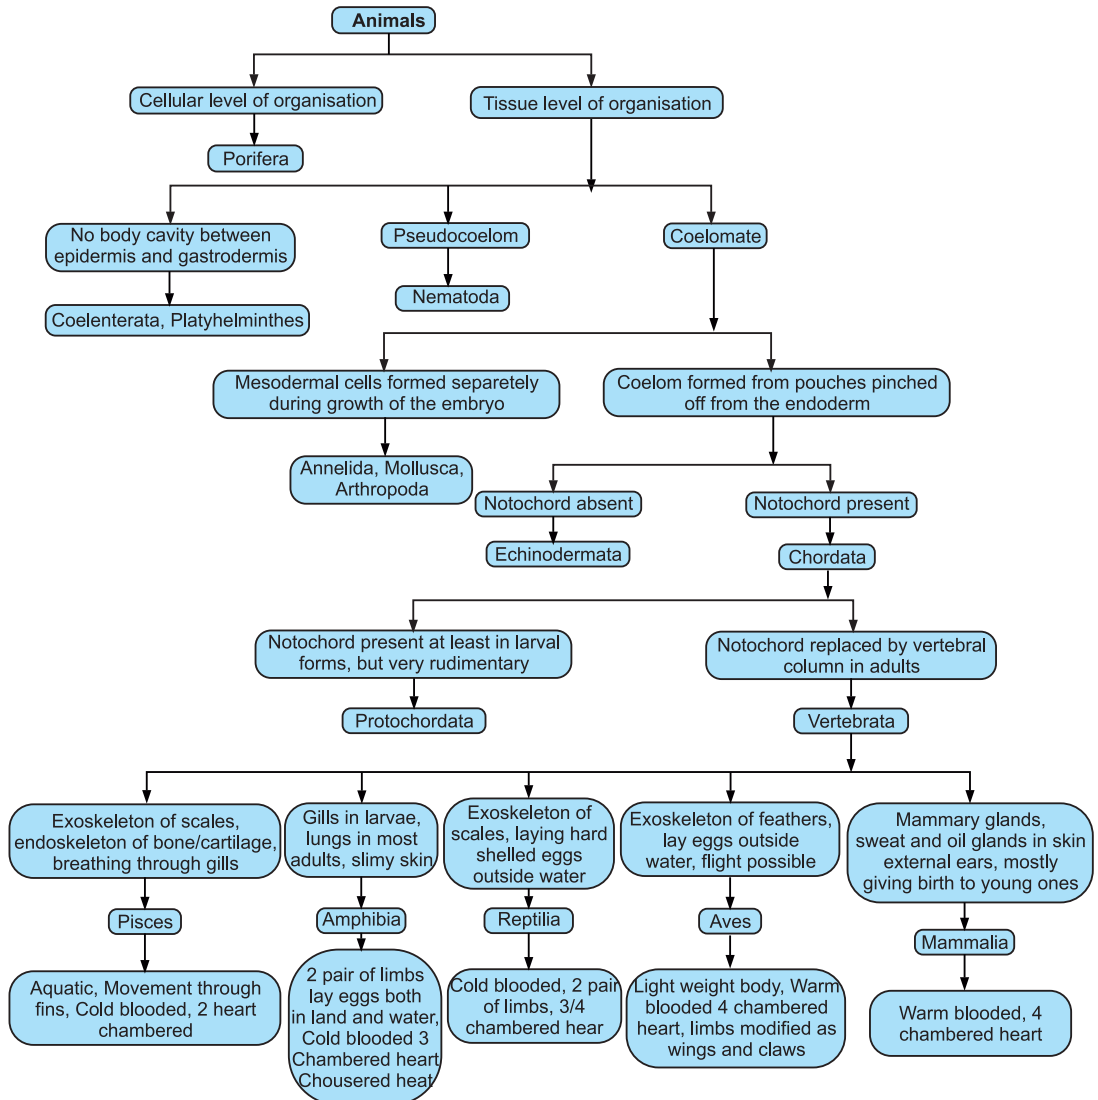 Animals
Cellular level of organisation
Tissue level of organisation
Porifera
No body cavity between
epidermis and gastrodermis
Pseudocoelom
Coelomate
Nematoda
Coelenterata, Platyhelminthes
Mesodermal cells formed separetely
during growth of the embryo
Coelom formed from pouches pinched
off from the endoderm
Annelida, Mollusca,
Arthropoda
Notochord absent
Notochord present
Echinodermata
Chordata
Notochord present at least in larval
forms, but very rudimentary
Notochord replaced by vertebral
column in adults
Protochordata
Vertebrata
Exoskeleton of scales,
endoskeleton of bone/cartilage,
breathing through gills
Gills in larvae,
lungs in most
adults, slimy skin
Exoskeleton of
scales, laying hard
shelled eggs
outside water
Exoskeleton of feathers,
lay eggs outside
water, flight possible
Mammary glands,
sweat and oil glands in skin
external ears, mostly
giving birth to young ones
Pisces
Amphibia
Reptilia
Aves
Mammalia
Aquatic, Movement through
fins, Cold blooded, 2 heart
chambered
2 pair of limbs
lay eggs both
in land and water,
Cold blooded 3
Chambered heart
Chousered heat
Cold blooded, 2 pair
of limbs, 3/4
chambered hear
Light weight body, Warm
blooded 4 chambered
heart, limbs modified as
wings and claws
Warm blooded, 4
chambered heart